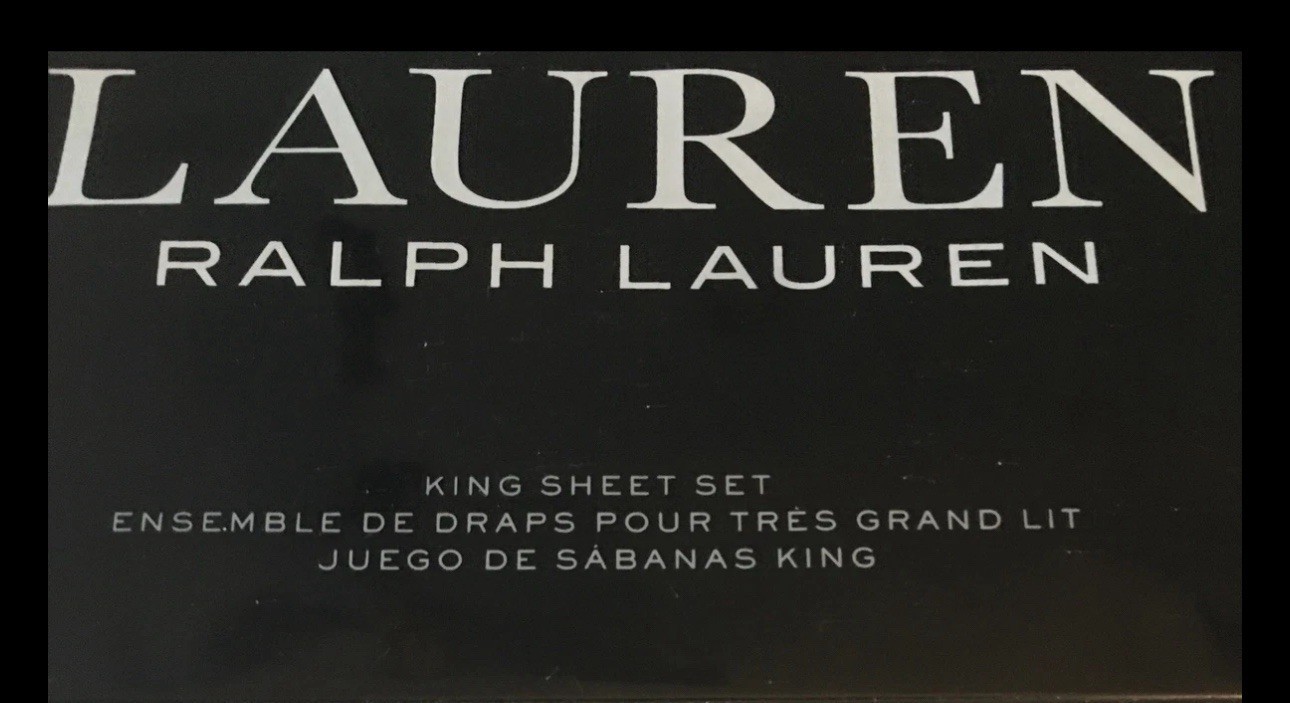 LAUREN
RALPH LAUREN
KING SHEET SET
ENSEMBLE DE DRAPS POUR TRÈS GRAND LIT
JUEGO DE SÁBANAS KING